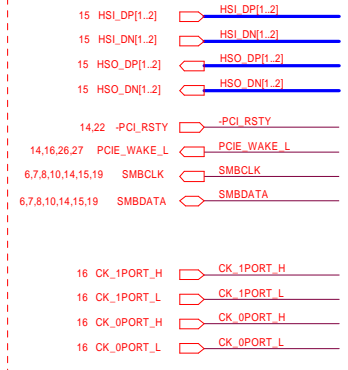 15 HSI_DP[1..2] HSI_DP[1..2]
15 HSI_DN[1..2] HSI_DN[1..2]
15 HSO_DP[1..2] HSO_DP[1..2]
15 HSO_DN[1..2] HSO_DN[1..2]
14,22 -PCI_RSTY -PCI_RSTY
14,16,26,27 PCIE_WAKE_L PCIE_WAKE_L
6,7,8,10,14,15,19 SMBCLK SMBCLK
6,7,8,10,14,15,19 SMBDATA SMBDATA
16 CK_1PORT_H CK_1PORT_H
16 CK_1PORT_L CK_1PORT_L
16 CK_0PORT_H CK_0PORT_H
16 CK_0PORT_L CK_0PORT_L